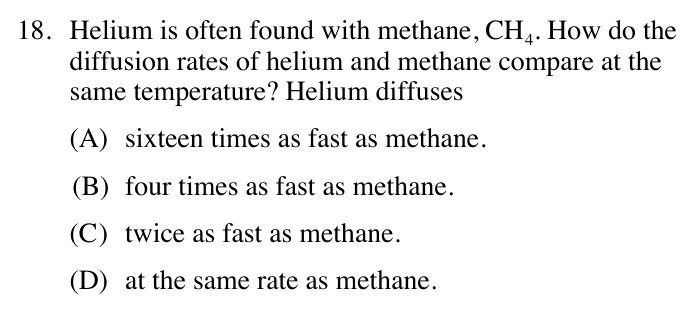 18. Helium is often found with methane, CH₄. How do the
diffusion rates of helium and methane compare at the
same temperature? Helium diffuses
(A) sixteen times as fast as methane.
(B) four times as fast as methane.
(C) twice as fast as methane.
(D) at the same rate as methane.